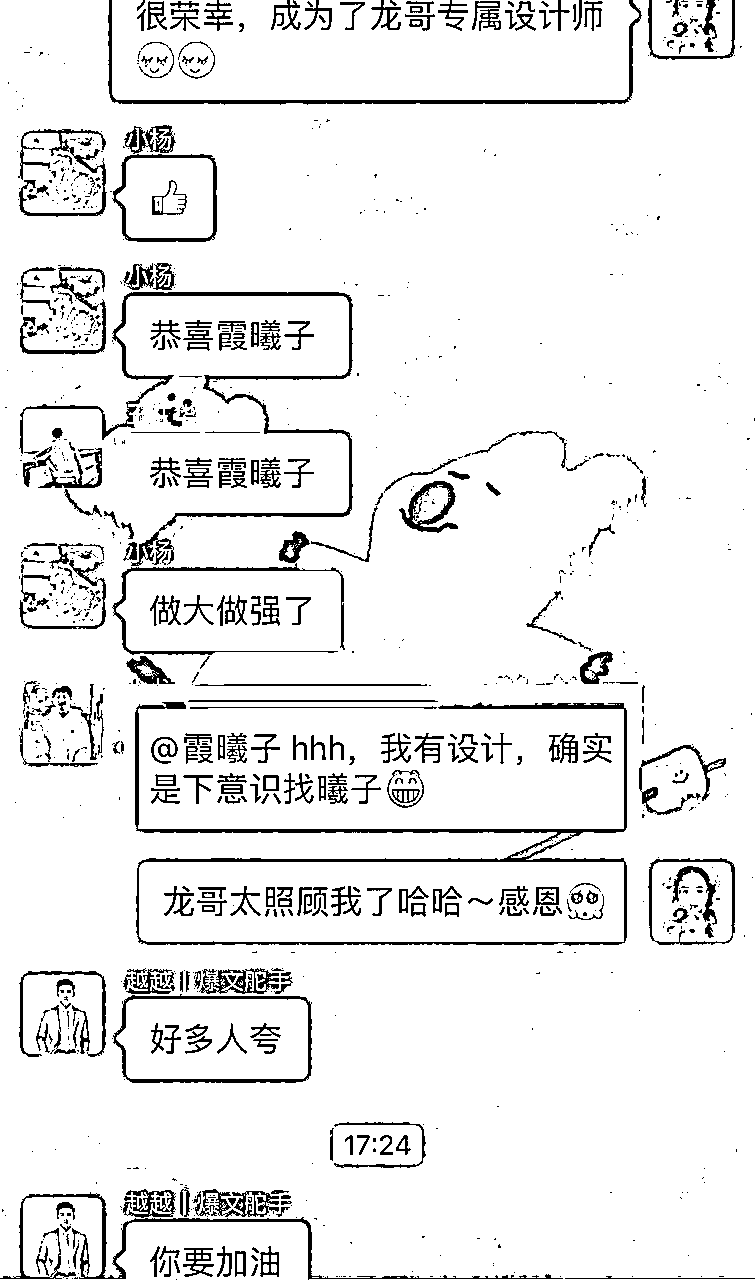 很荣幸，成为了龙哥专属设计师
小杨
小杨
恭喜霞曦子
恭喜霞曦子
小杨
做大做强了
@霞曦子 hhh，我有设计，确实
是下意识找曦子
龙哥太照顾我了哈哈～感恩
越越 | 爆文舵手
好多人夸
17:24
越越 | 爆文舵手
你要加油